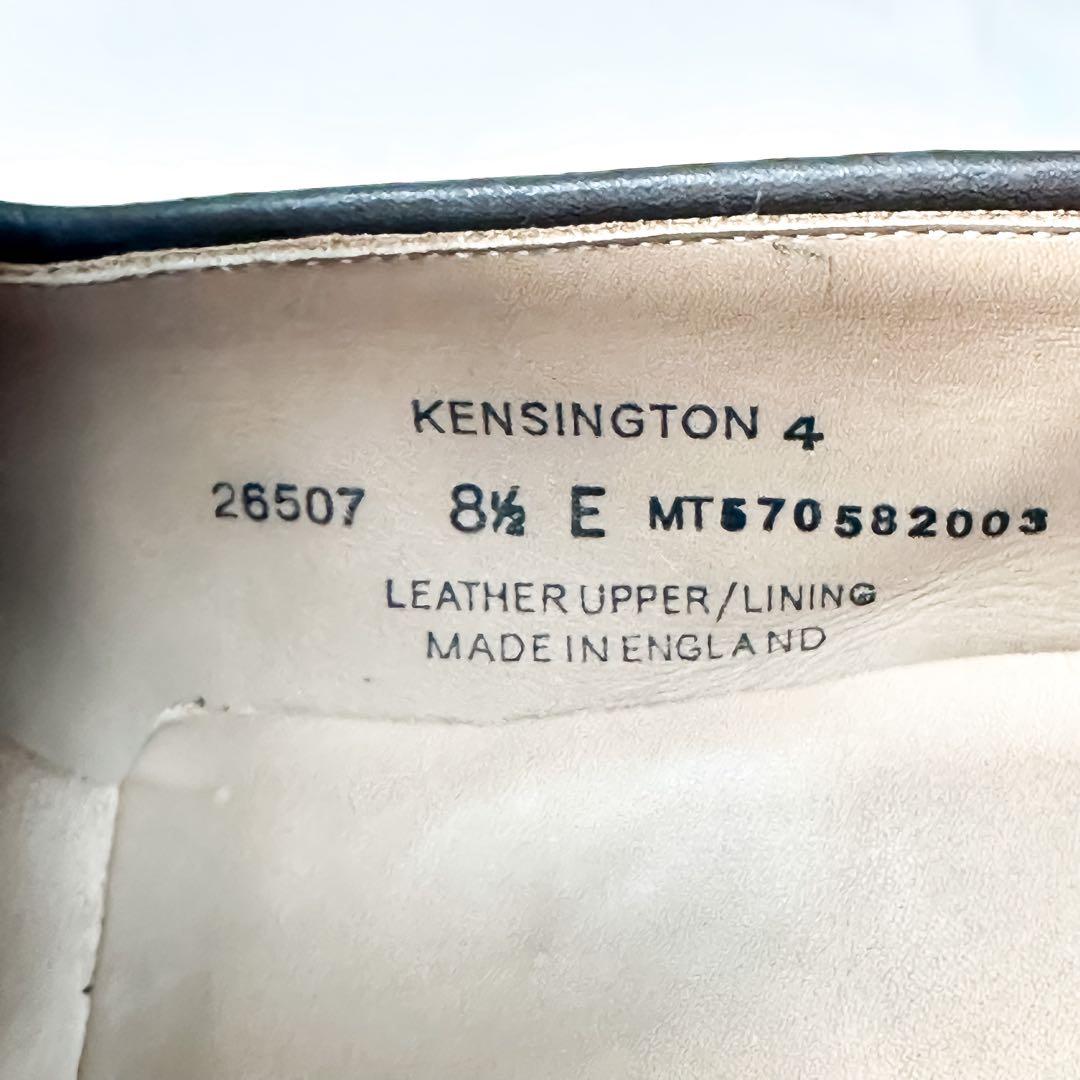 KENSINGTON 4
26507 8½ E MT570582003
LEATHER UPPER/LINING
MADE IN ENGLAND